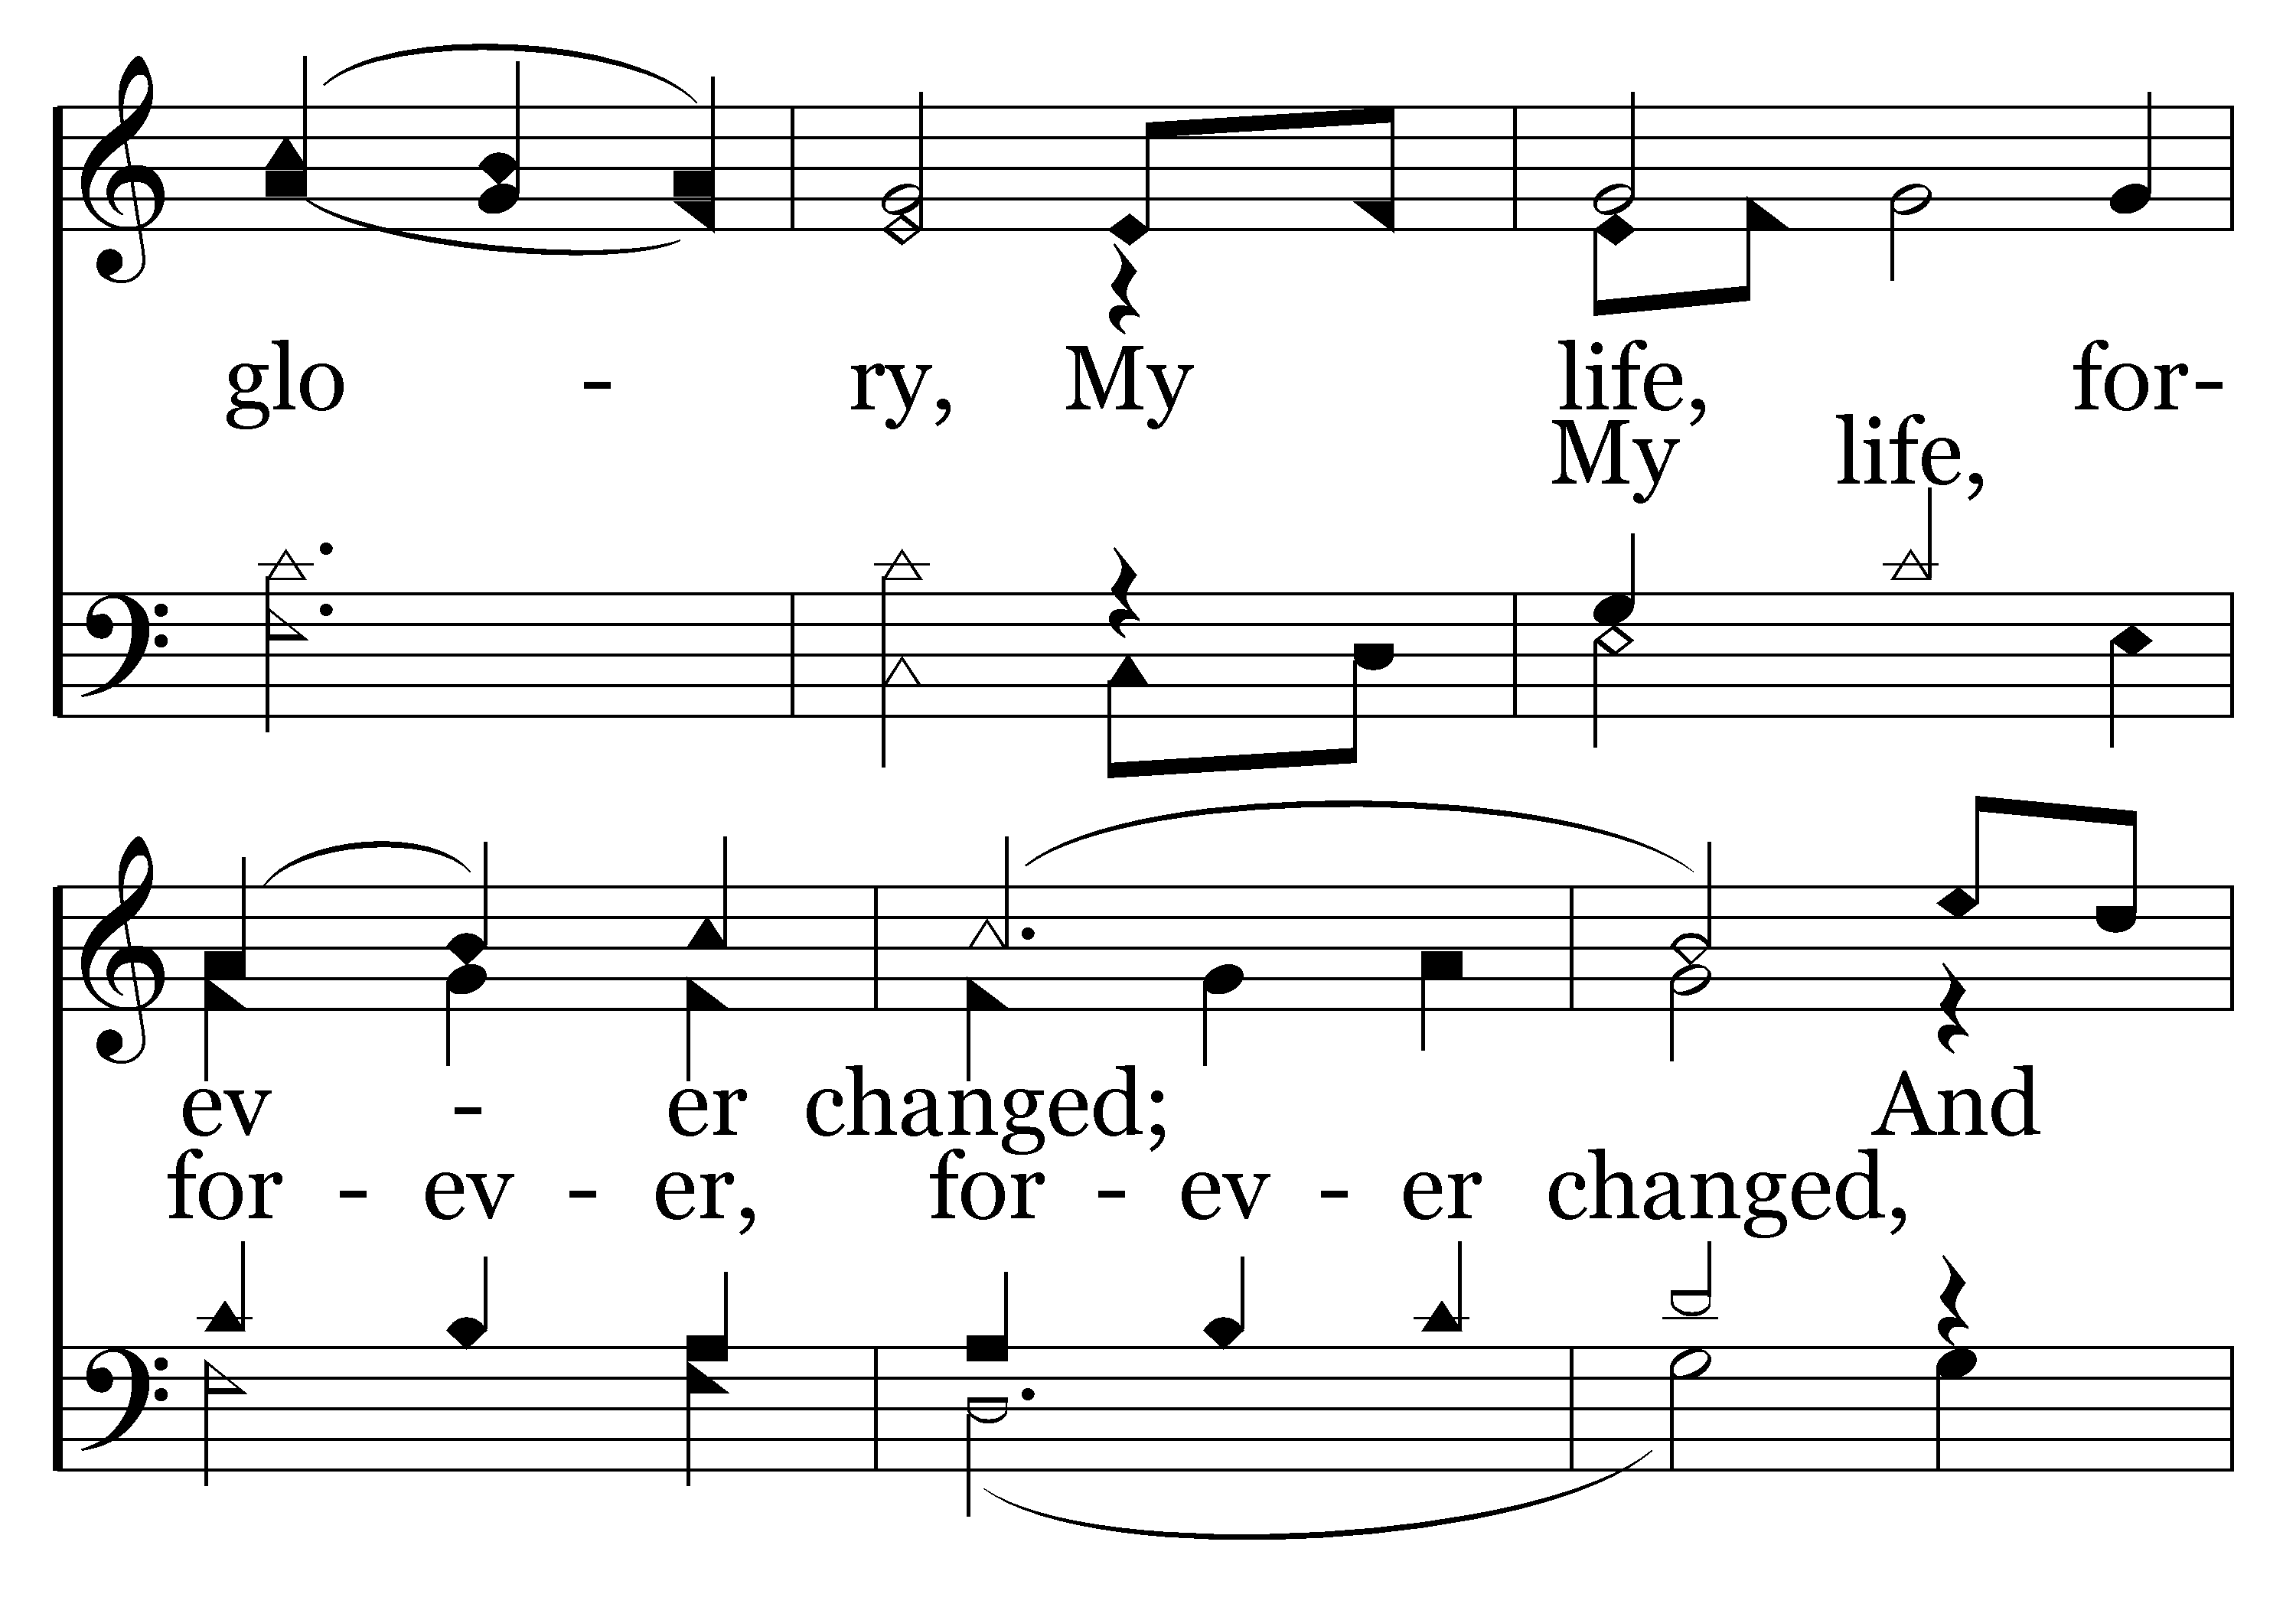 glo - ry, My life, for-
My life,
ev - er changed; And
for - ev - er, for - ev - er changed,